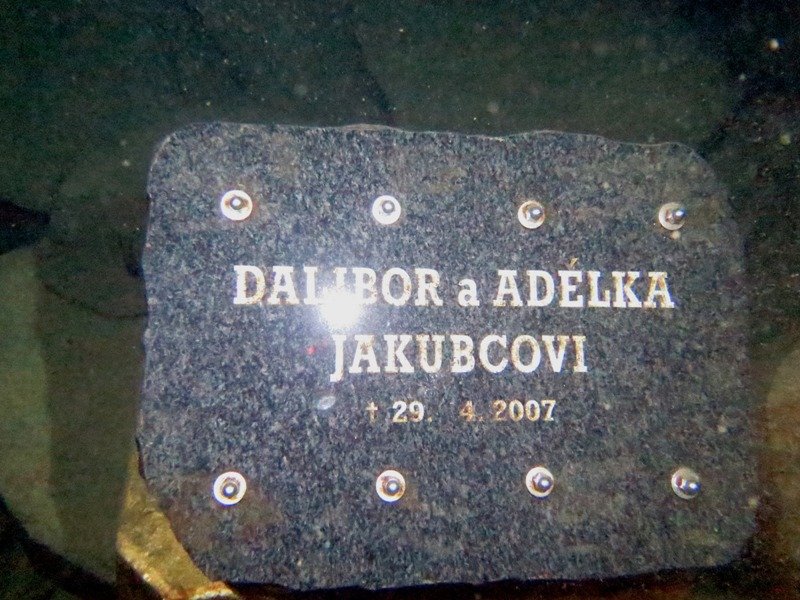 DALIBOR a ADÉLKA
JAKUBCOVI
† 29. 4. 2007